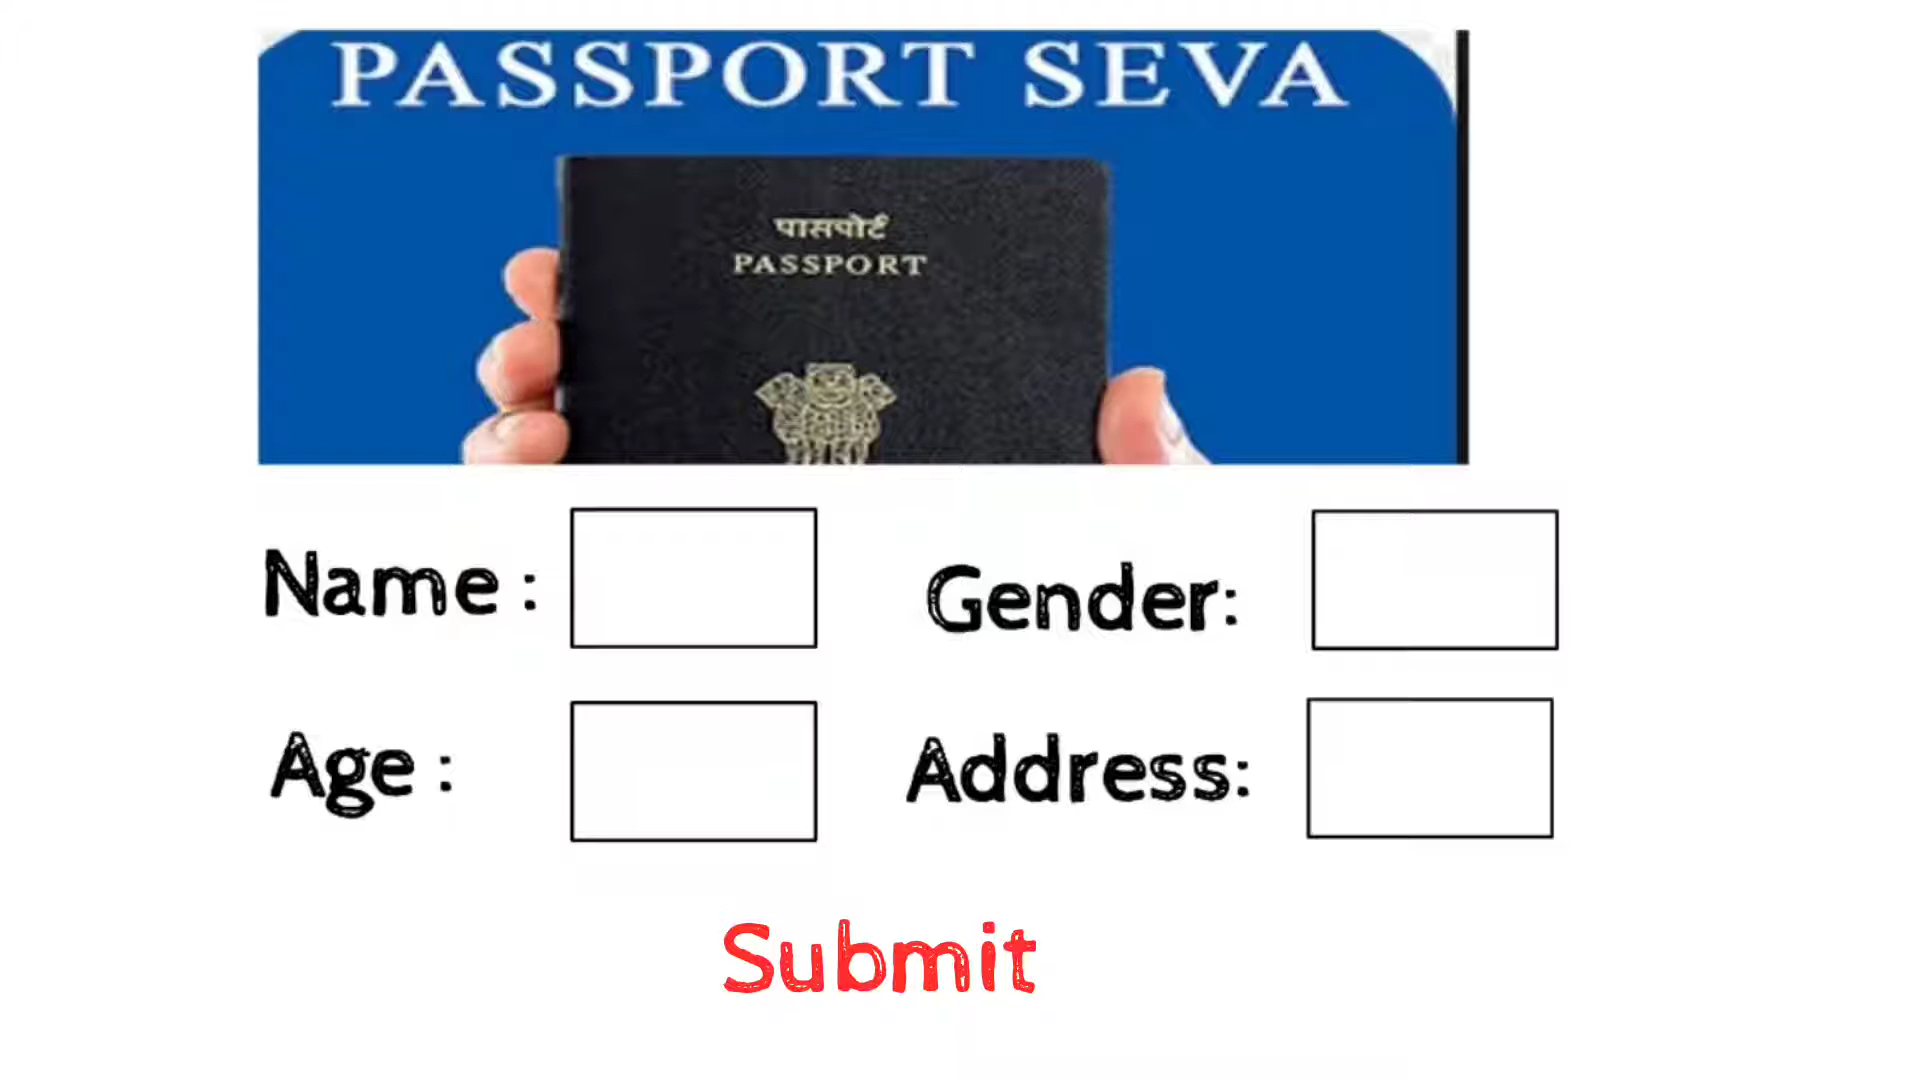 PASSPORT SEVA
पासपोर्ट
PASSPORT
Name :
Gender:
Age :
Address:
Submit